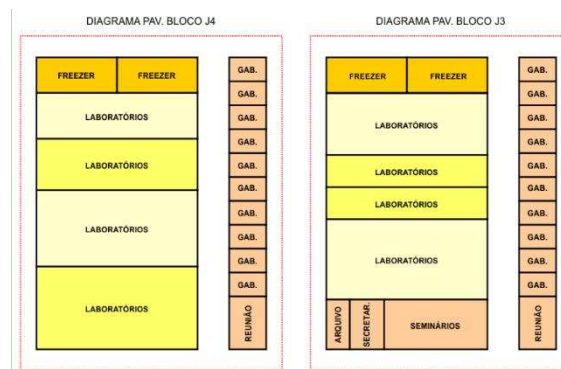 DIAGRAMA PAV. BLOCO J4
FREEZER
FREEZER
LABORATÓRIOS
LABORATÓRIOS
LABORATÓRIOS
LABORATÓRIOS
GAB.
GAB.
GAB.
GAB.
GAB.
GAB.
GAB.
GAB.
GAB.
GAB.
REUNIÃO
DIAGRAMA PAV. BLOCO J3
FREEZER
FREEZER
LABORATÓRIOS
LABORATÓRIOS
LABORATÓRIOS
LABORATÓRIOS
ARQUIVO
SECRETAR.
SEMINÁRIOS
GAB.
GAB.
GAB.
GAB.
GAB.
GAB.
GAB.
GAB.
GAB.
GAB.
REUNIÃO